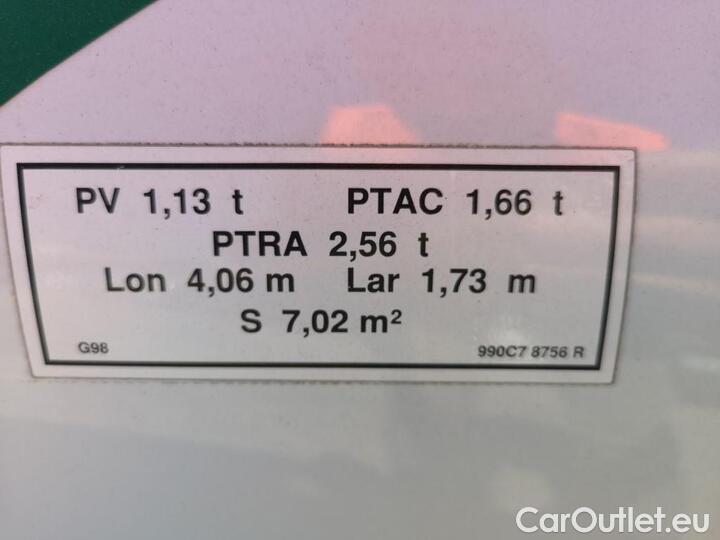 PV 1,13 t PTAC 1,66 t
PTRA 2,56 t
Lon 4,06 m Lar 1,73 m
S 7,02 m²
G98 990C7 8756 R
CarOutlet.eu